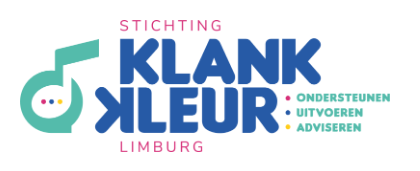 STICHTING
KLANK
KLEUR
• ONDERSTEUNEN
• UITVOEREN
• ADVISEREN
LIMBURG